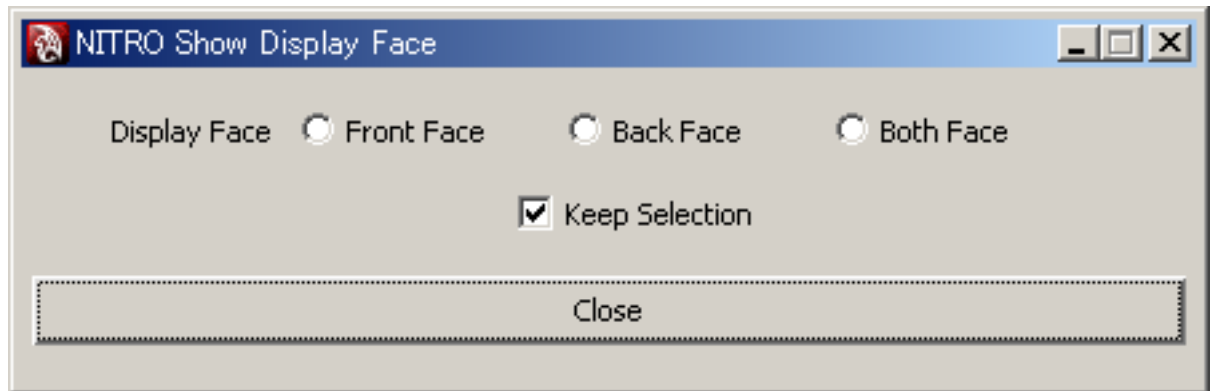 NITRO Show Display Face
Display Face Front Face Back Face Both Face
Keep Selection
Close